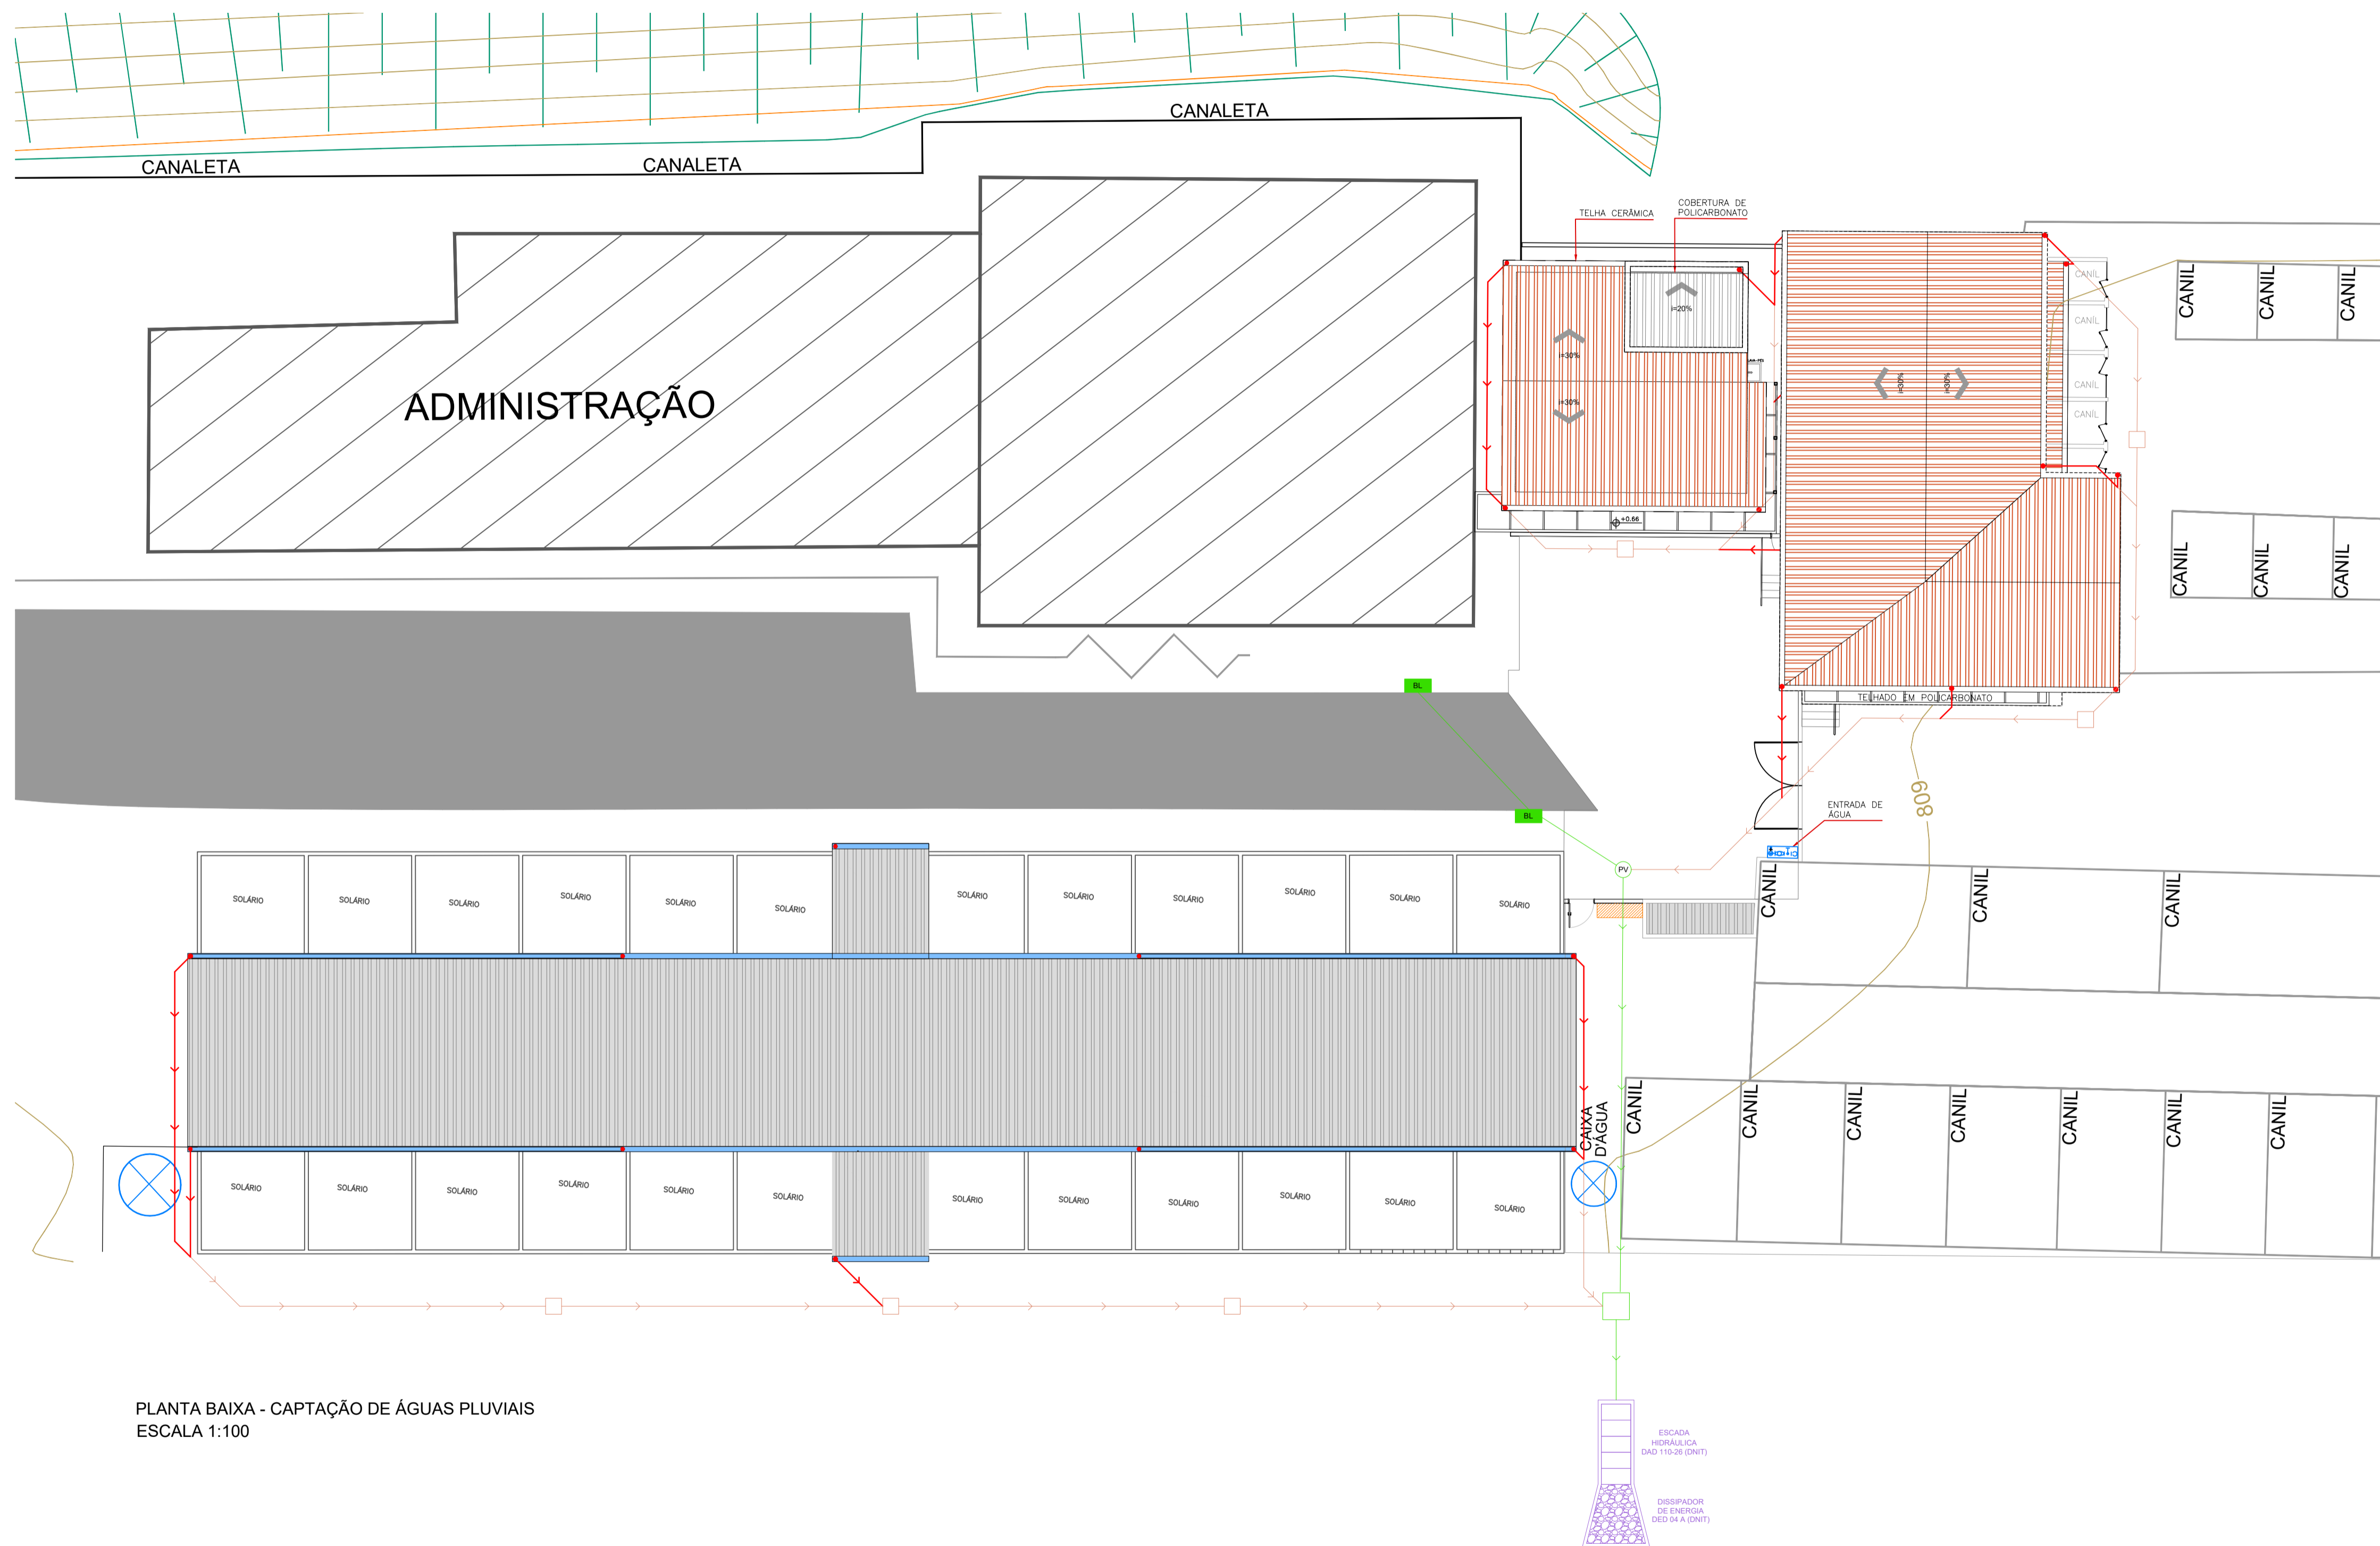 CANALETA
CANALETA
CANALETA
TELHA CERÂMICA
COBERTURA DE
POLICARBONATO
i=20%
i=30%
i=30%
i=30%
i=30%
+0.66
CANIL
CANIL
CANIL
CANIL
CANIL
CANIL
CANIL
ADMINISTRAÇÃO
CANIL
CANIL
CANIL
BL
TELHADO EM POLICARBONATO
809
ENTRADA DE
ÁGUA
BL
PV
SOLÁRIO
SOLÁRIO
SOLÁRIO
SOLÁRIO
SOLÁRIO
SOLÁRIO
SOLÁRIO
SOLÁRIO
SOLÁRIO
SOLÁRIO
SOLÁRIO
SOLÁRIO
CANIL
CANIL
CANIL
CAIXA
D'ÁGUA
CANIL
CANIL
CANIL
CANIL
CANIL
CANIL
CANIL
SOLÁRIO
SOLÁRIO
SOLÁRIO
SOLÁRIO
SOLÁRIO
SOLÁRIO
SOLÁRIO
SOLÁRIO
SOLÁRIO
SOLÁRIO
SOLÁRIO
SOLÁRIO
PLANTA BAIXA - CAPTAÇÃO DE ÁGUAS PLUVIAIS
ESCALA 1:100
ESCADA
HIDRÁULICA
DAD 110-26 (DNIT)
DISSIPADOR
DE ENERGIA
DED 04 A (DNIT)